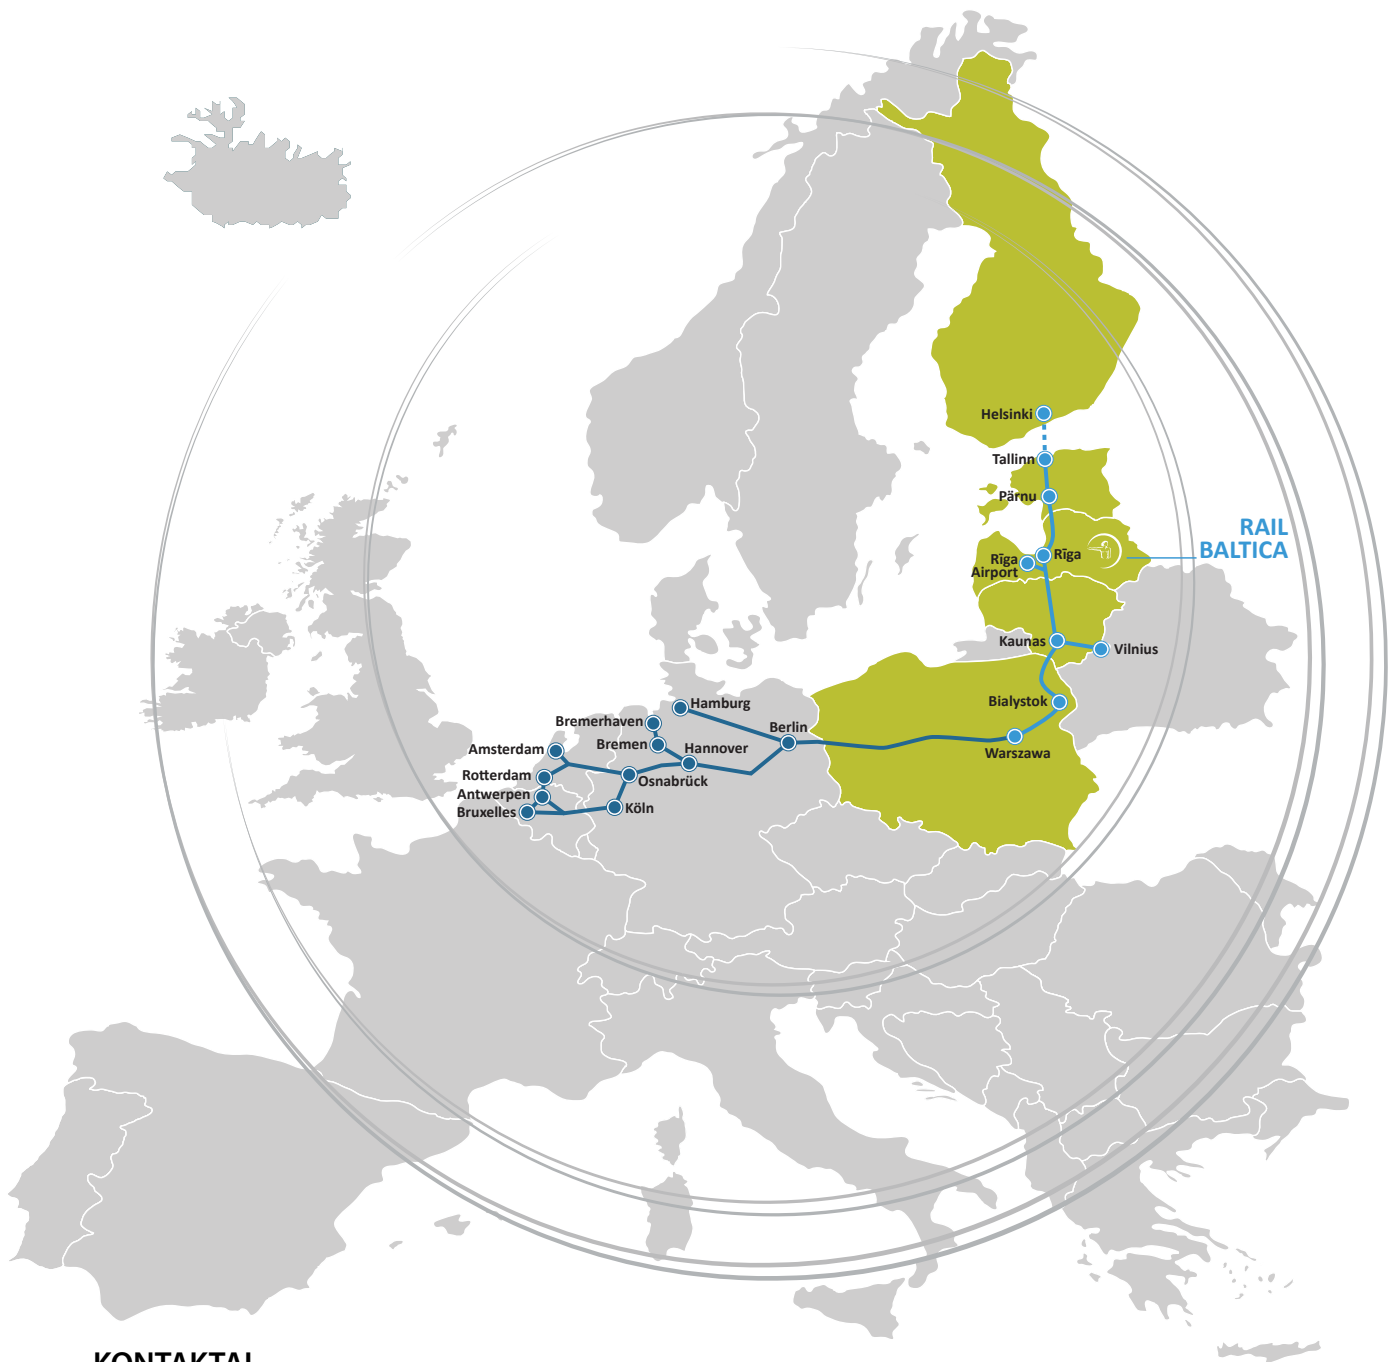 Helsinki
Tallinn
Pärnu
RAIL
BALTICA
Rīga
Rīga
Airport
Kaunas
Vilnius
Bialystok
Hamburg
Bremerhaven
Berlin
Bremen
Hannover
Amsterdam
Warszawa
Rotterdam
Osnabrück
Antwerpen
Köln
Bruxelles
KONTAKTAI